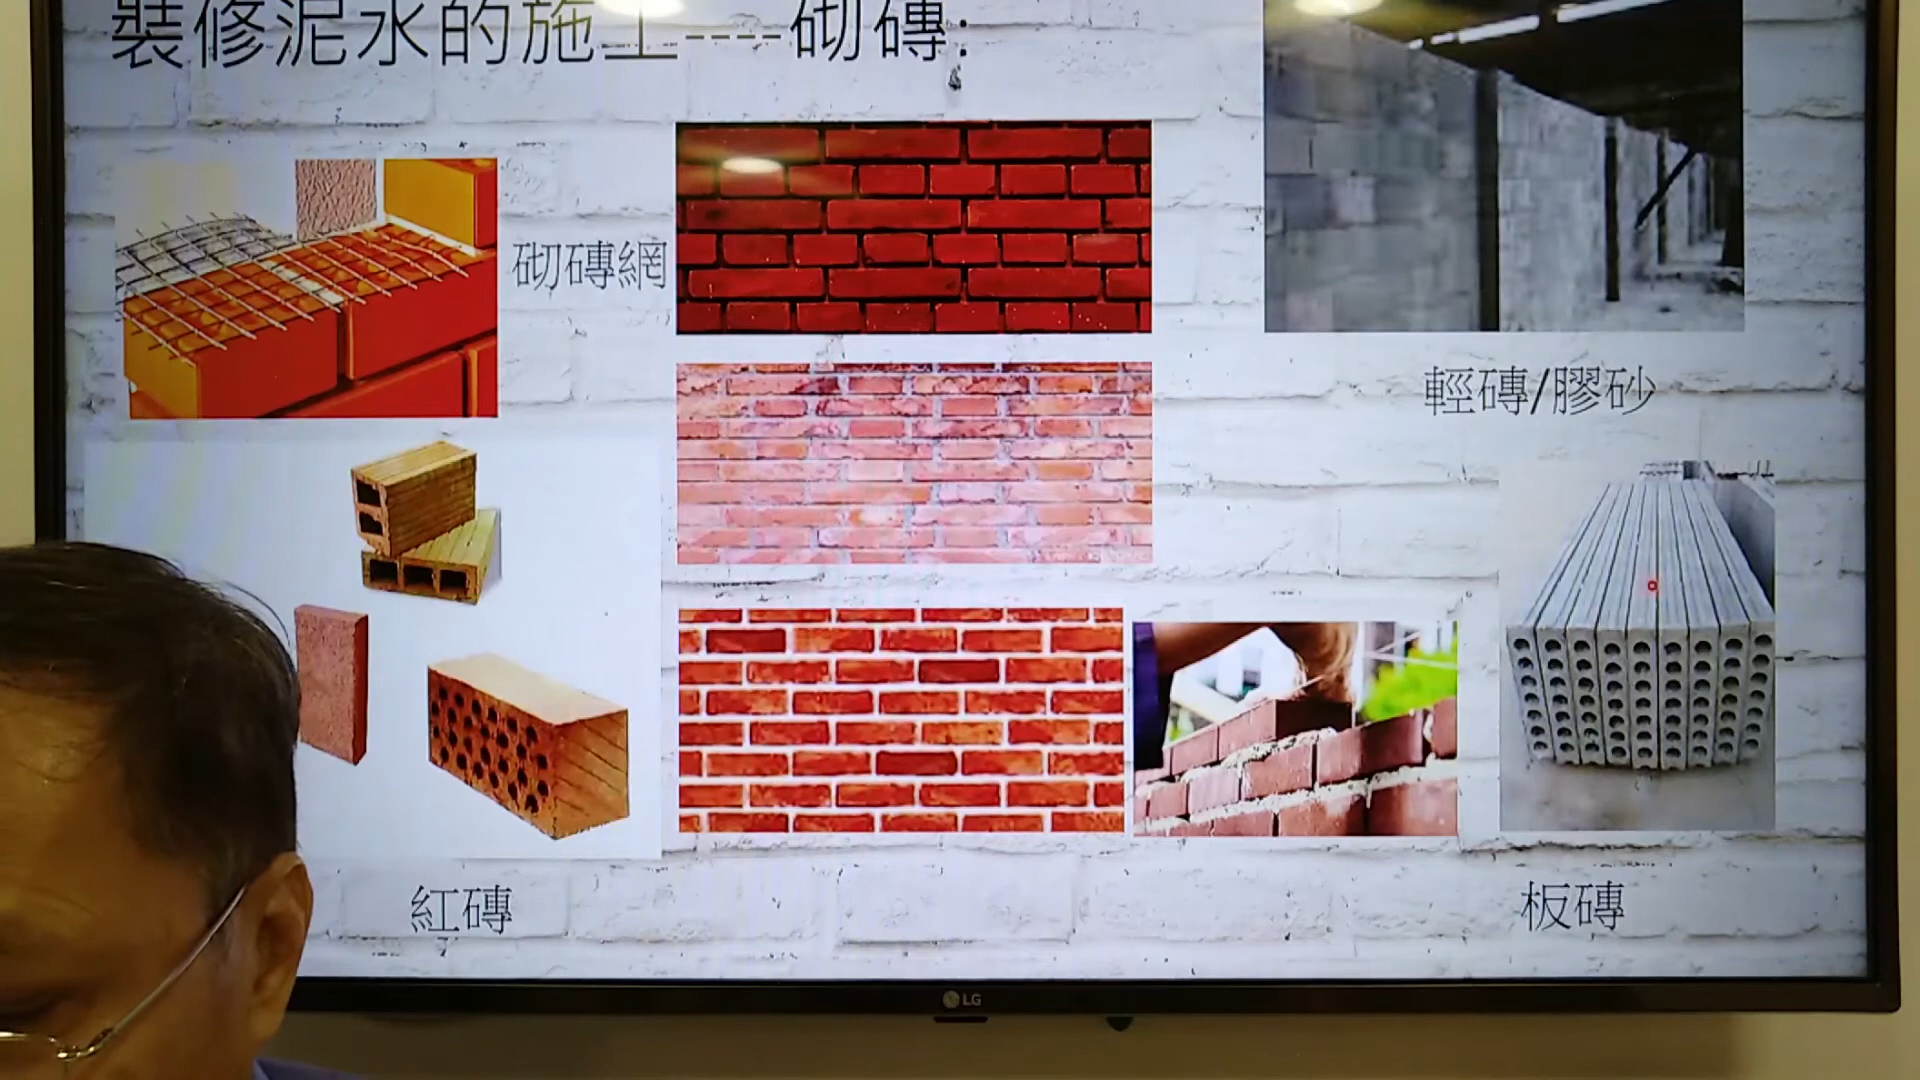 裝修泥水的施工----砌磚:
砌磚網
輕磚/膠砂
紅磚
板磚
LG